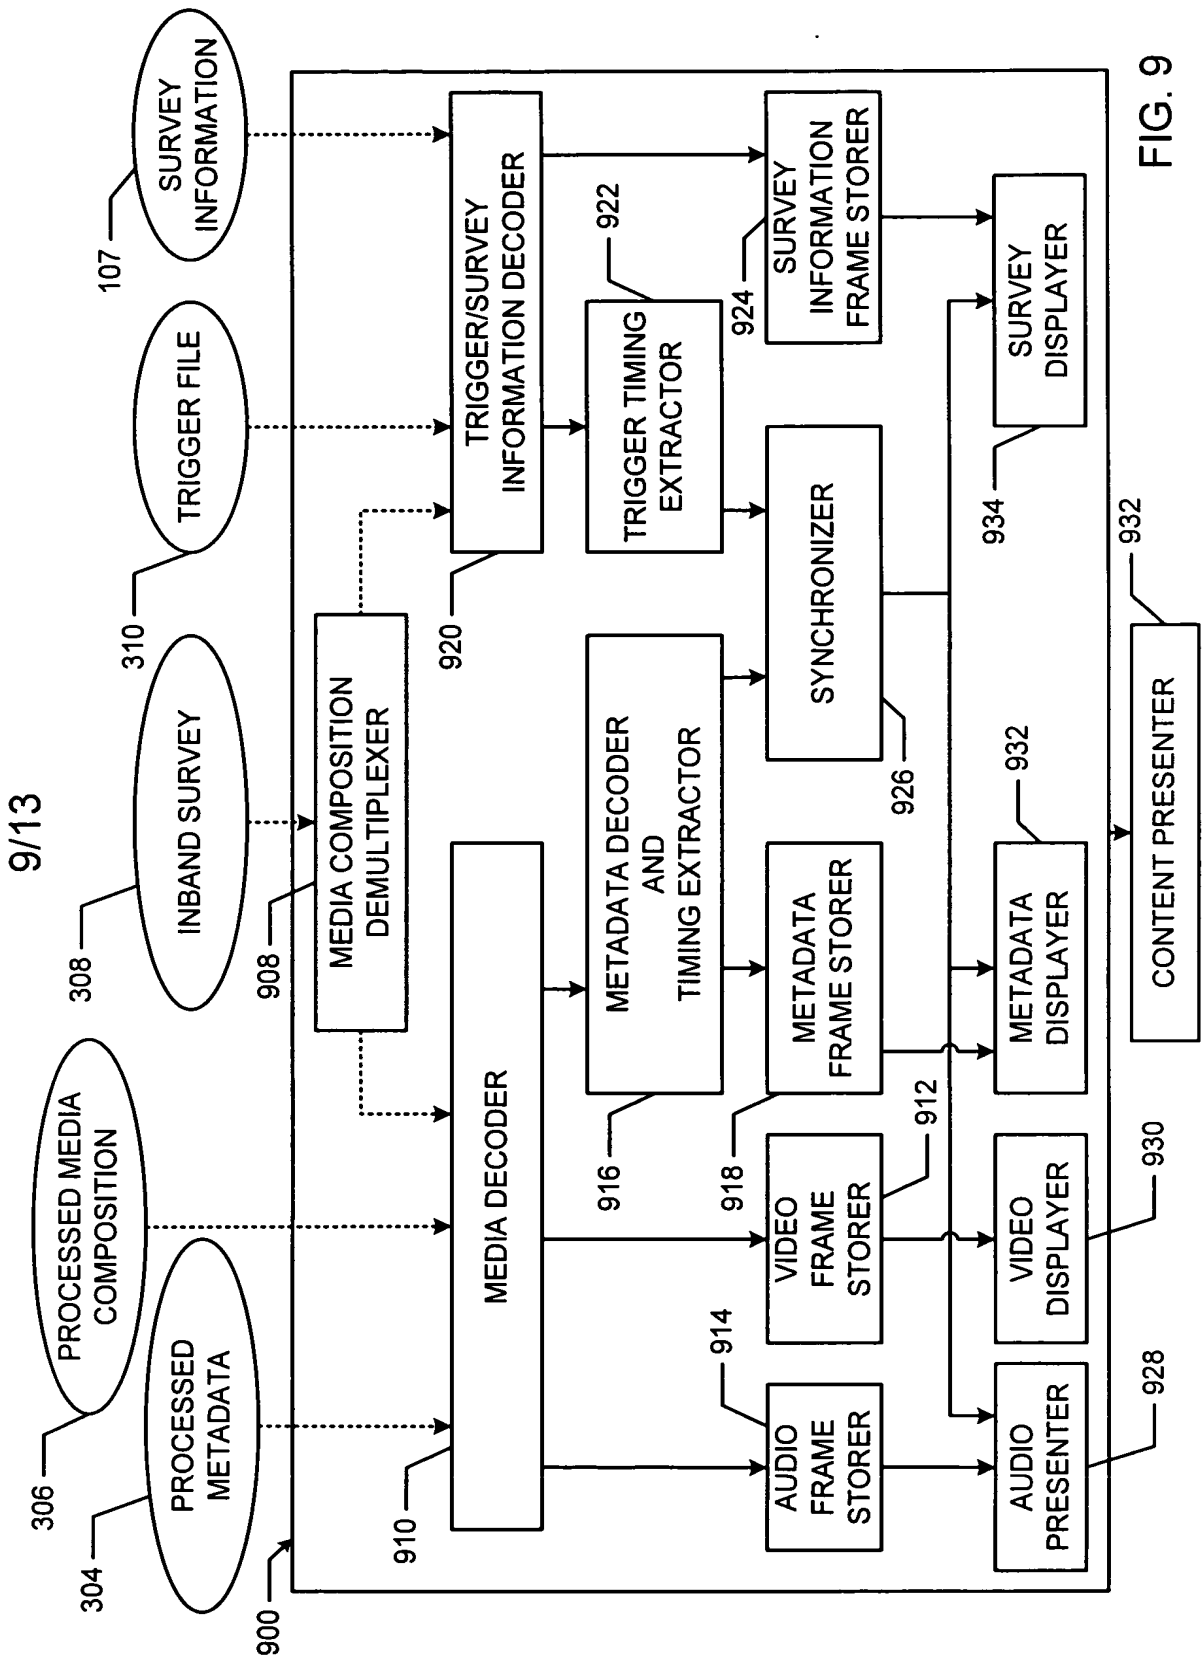 9/13
304
PROCESSED
METADATA
306
PROCESSED MEDIA
COMPOSITION
308
INBAND SURVEY
310
TRIGGER FILE
107
SURVEY
INFORMATION
900
908
MEDIA COMPOSITION
DEMULTIPLEXER
910
MEDIA DECODER
920
TRIGGER/SURVEY
INFORMATION DECODER
916
METADATA DECODER
AND
TIMING EXTRACTOR
TRIGGER TIMING
EXTRACTOR
922
914
AUDIO
FRAME
STORER
VIDEO
FRAME
STORER
912
918
METADATA
FRAME STORER
926
SYNCHRONIZER
924
SURVEY
INFORMATION
FRAME STORER
AUDIO
PRESENTER
928
VIDEO
DISPLAYER
930
METADATA
DISPLAYER
932
934
SURVEY
DISPLAYER
CONTENT PRESENTER
932
FIG. 9